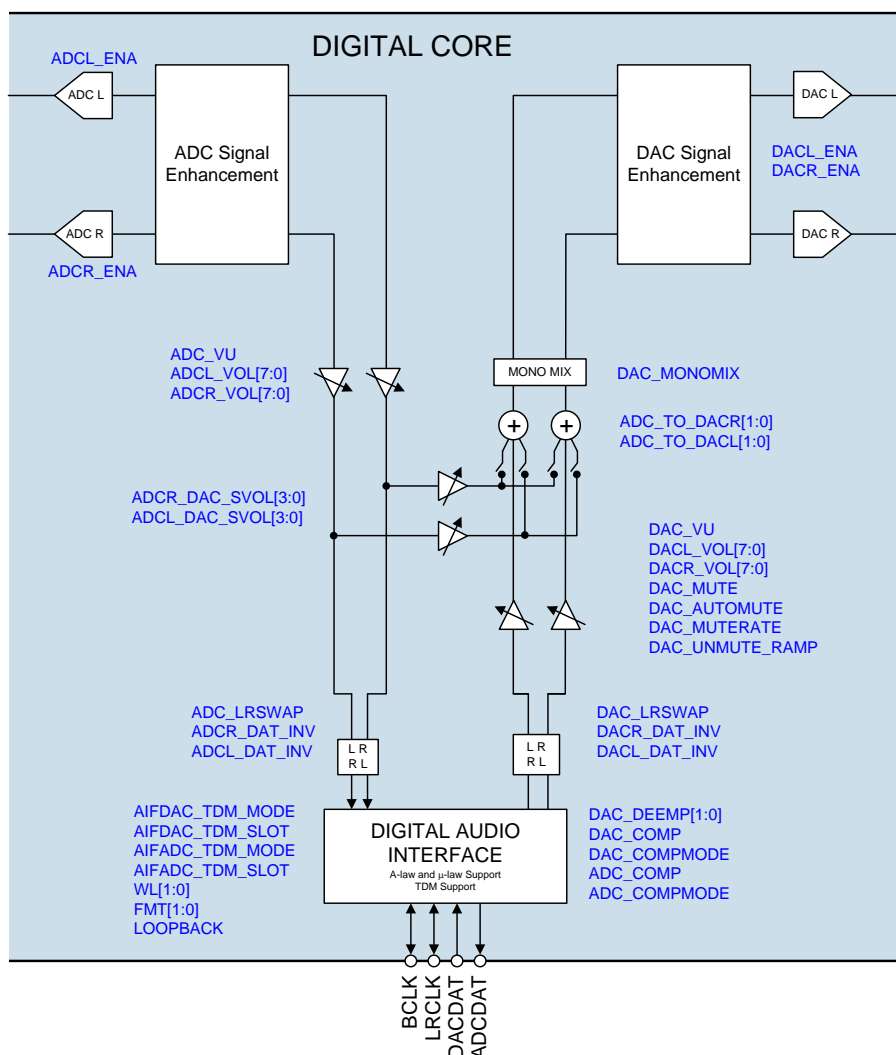 DIGITAL CORE
ADCL_ENA
ADC L
ADC Signal
Enhancement
ADC R
ADCR_ENA
DAC Signal
Enhancement
DAC L
DACL_ENA
DACR_ENA
DAC R
ADC_VU
ADCL_VOL[7:0]
ADCR_VOL[7:0]
MONO MIX
DAC_MONOMIX
+
+
ADC_TO_DACR[1:0]
ADC_TO_DACL[1:0]
ADCR_DAC_SVOL[3:0]
ADCL_DAC_SVOL[3:0]
DAC_VU
DACL_VOL[7:0]
DACR_VOL[7:0]
DAC_MUTE
DAC_AUTOMUTE
DAC_MUTERATE
DAC_UNMUTE_RAMP
ADC_LRSWAP
ADCR_DAT_INV
ADCL_DAT_INV
L R
R L
L R
R L
DAC_LRSWAP
DACR_DAT_INV
DACL_DAT_INV
AIFDAC_TDM_MODE
AIFDAC_TDM_SLOT
AIFADC_TDM_MODE
AIFADC_TDM_SLOT
WL[1:0]
FMT[1:0]
LOOPBACK
DIGITAL AUDIO
INTERFACE
A-law and μ-law Support
TDM Support
DAC_DEEMP[1:0]
DAC_COMP
DAC_COMPMODE
ADC_COMP
ADC_COMPMODE
BCLK
LRCLK
DACDAT
ADCDAT